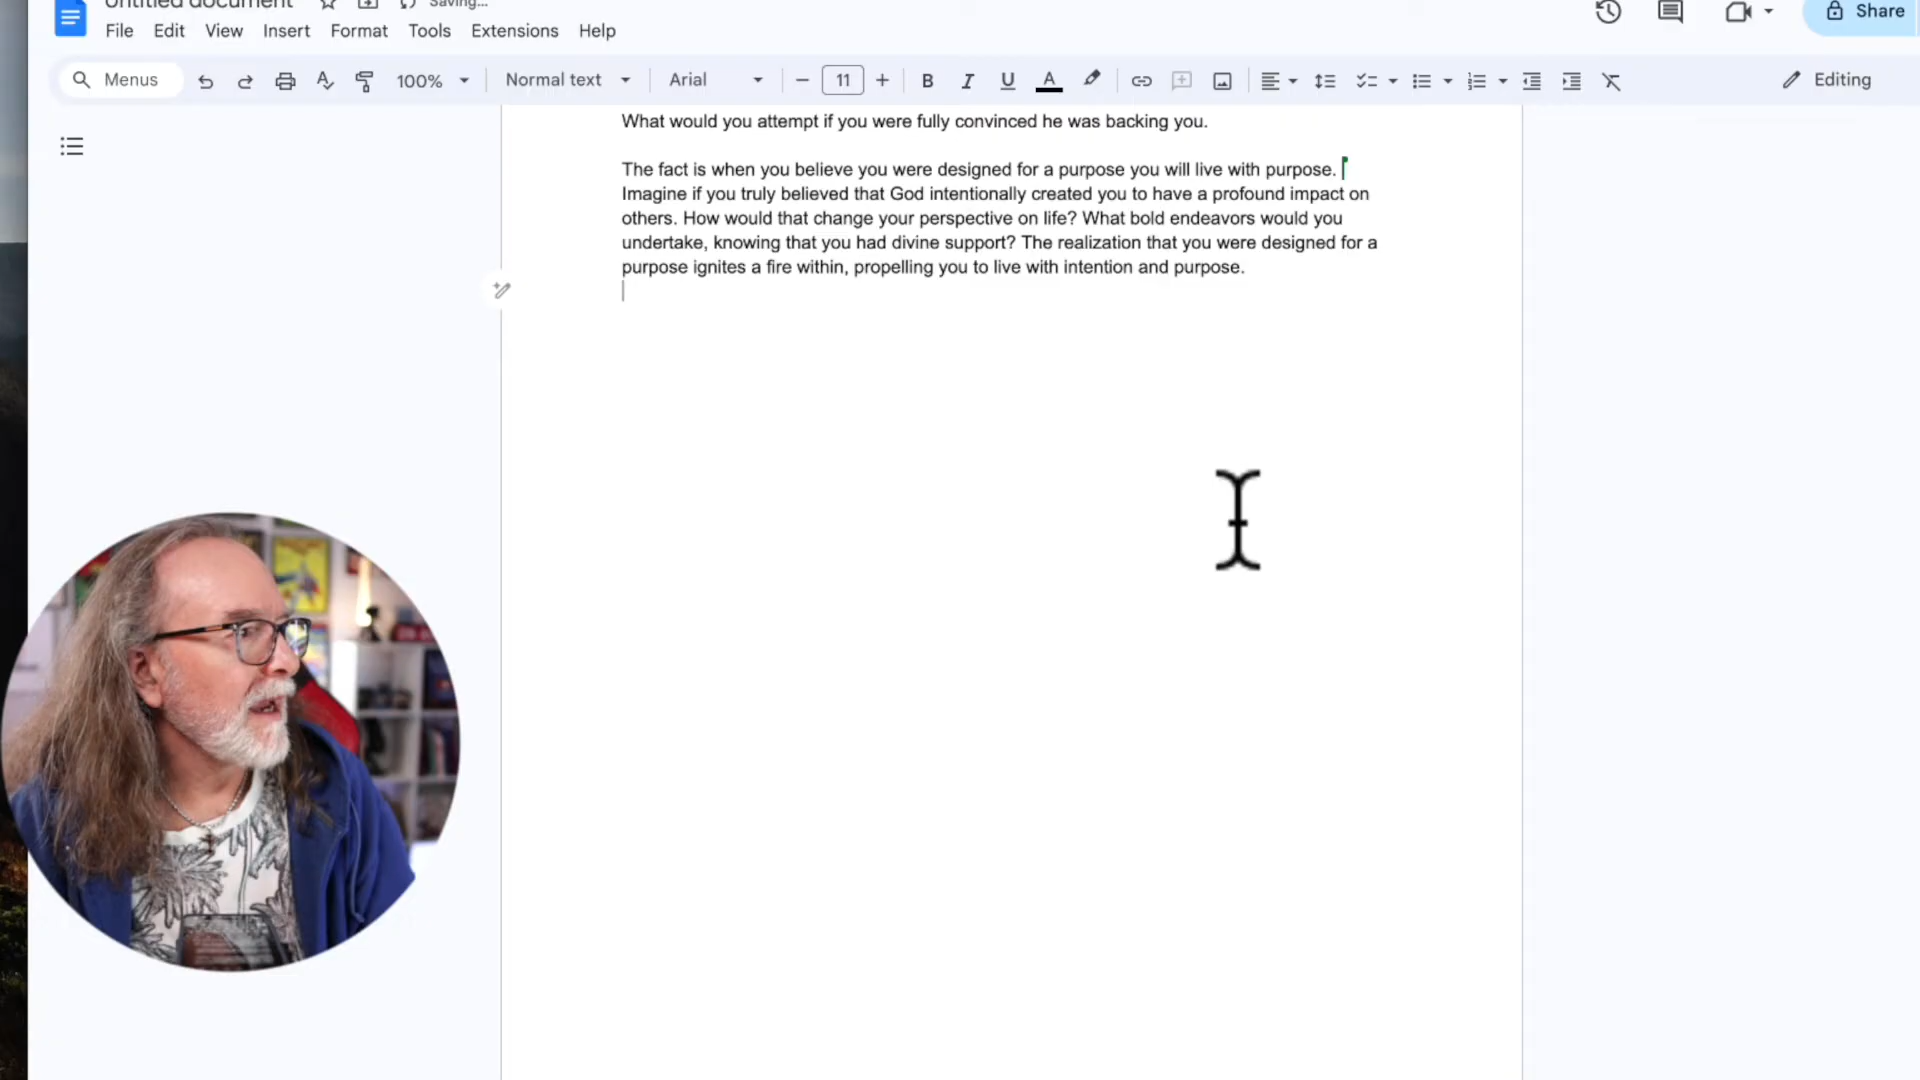 Untitled document
Saving...
File Edit View Insert Format Tools Extensions Help
Share
Menus
100%
Normal text
Arial
11
B I U A
Editing
What would you attempt if you were fully convinced he was backing you.
The fact is when you believe you were designed for a purpose you will live with purpose.
Imagine if you truly believed that God intentionally created you to have a profound impact on
others. How would that change your perspective on life? What bold endeavors would you
undertake, knowing that you had divine support? The realization that you were designed for a
purpose ignites a fire within, propelling you to live with intention and purpose.